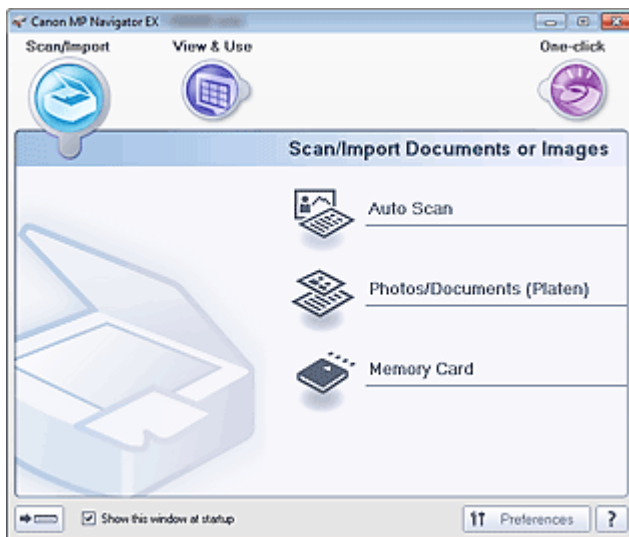 Canon MP Navigator EX
Scan/Import
View & Use
One-click
Scan/Import Documents or Images
Auto Scan
Photos/Documents (Platen)
Memory Card
Show this window at startup
Preferences
?